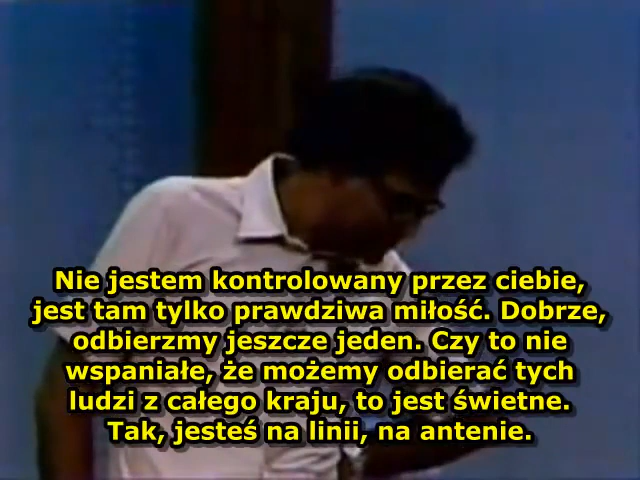 Nie jestem kontrolowany przez ciebie,
jest tam tylko prawdziwa miłość. Dobrze,
odbierzmy jeszcze jeden. Czy to nie
wspaniałe, że możemy odbierać tych
ludzi z całego kraju, to jest świetne.
Tak, jesteś na linii, na antenie.